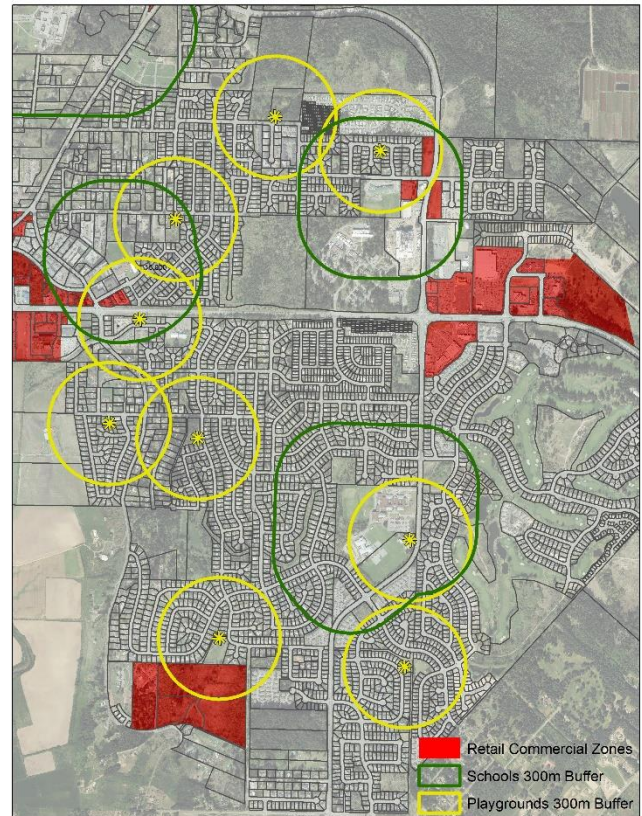 Retail Commercial Zones
Schools 300m Buffer
Playgrounds 300m Buffer